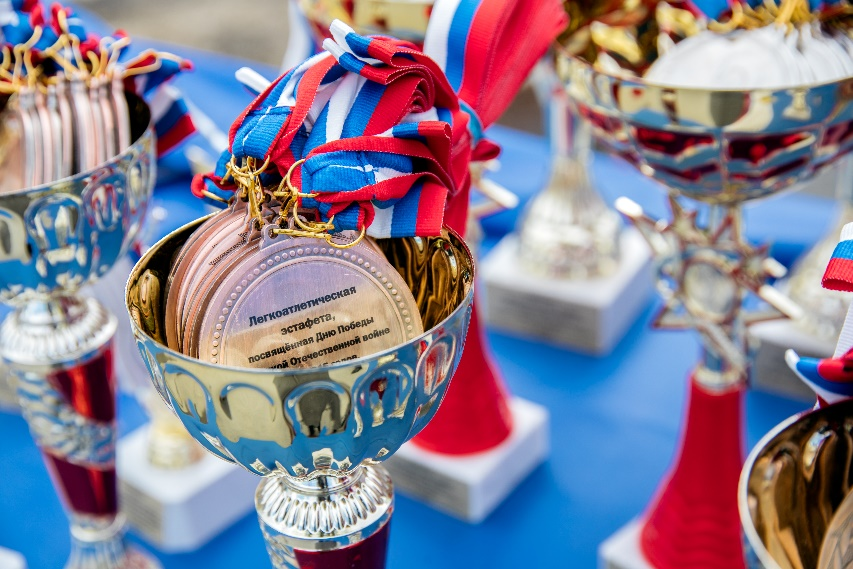 Легкоатлетическая
эстафета,
посвящённая Дню Победы
Отечественной войне